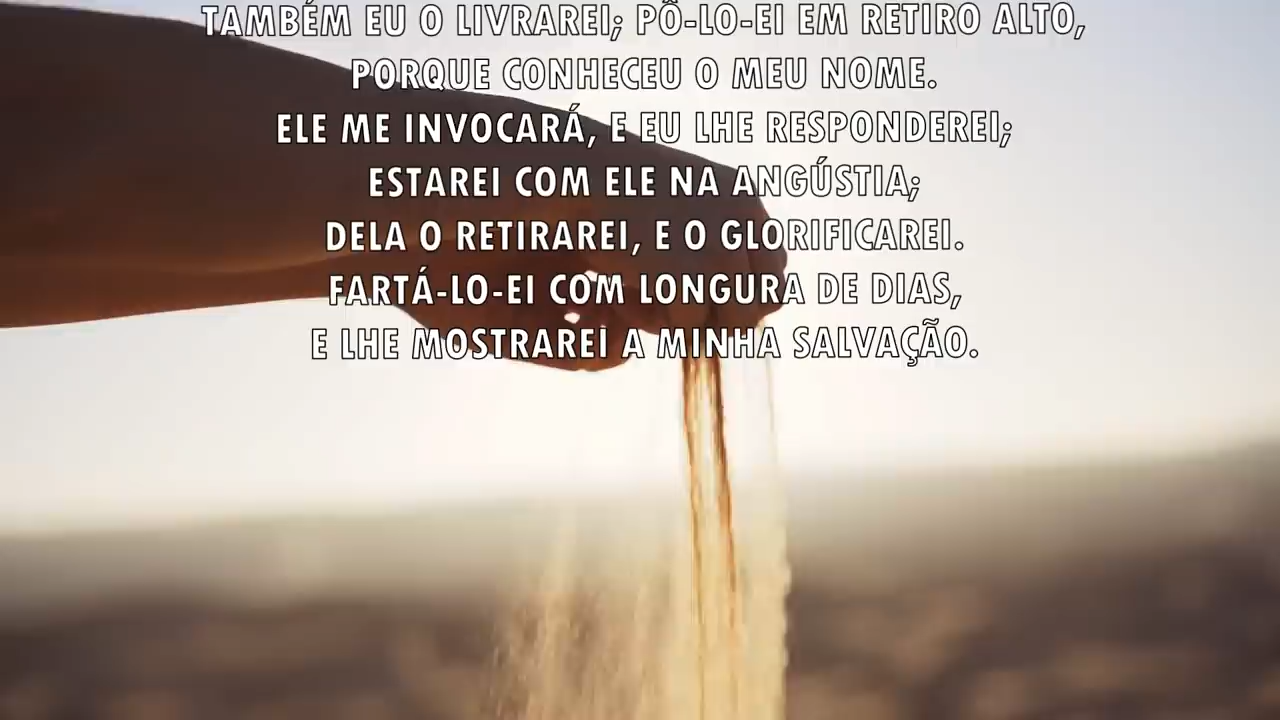 TAMBÉM EU O LIVRAREI; PÔ-LO-EI EM RETIRO ALTO,
PORQUE CONHECEU O MEU NOME.
ELE ME INVOCARÁ, E EU LHE RESPONDEREI;
ESTAREI COM ELE NA ANGÚSTIA;
DELA O RETIRAREI, E O GLORIFICAREI.
FARTÁ-LO-EI COM LONGURA DE DIAS,
E LHE MOSTRAREI A MINHA SALVAÇÃO.